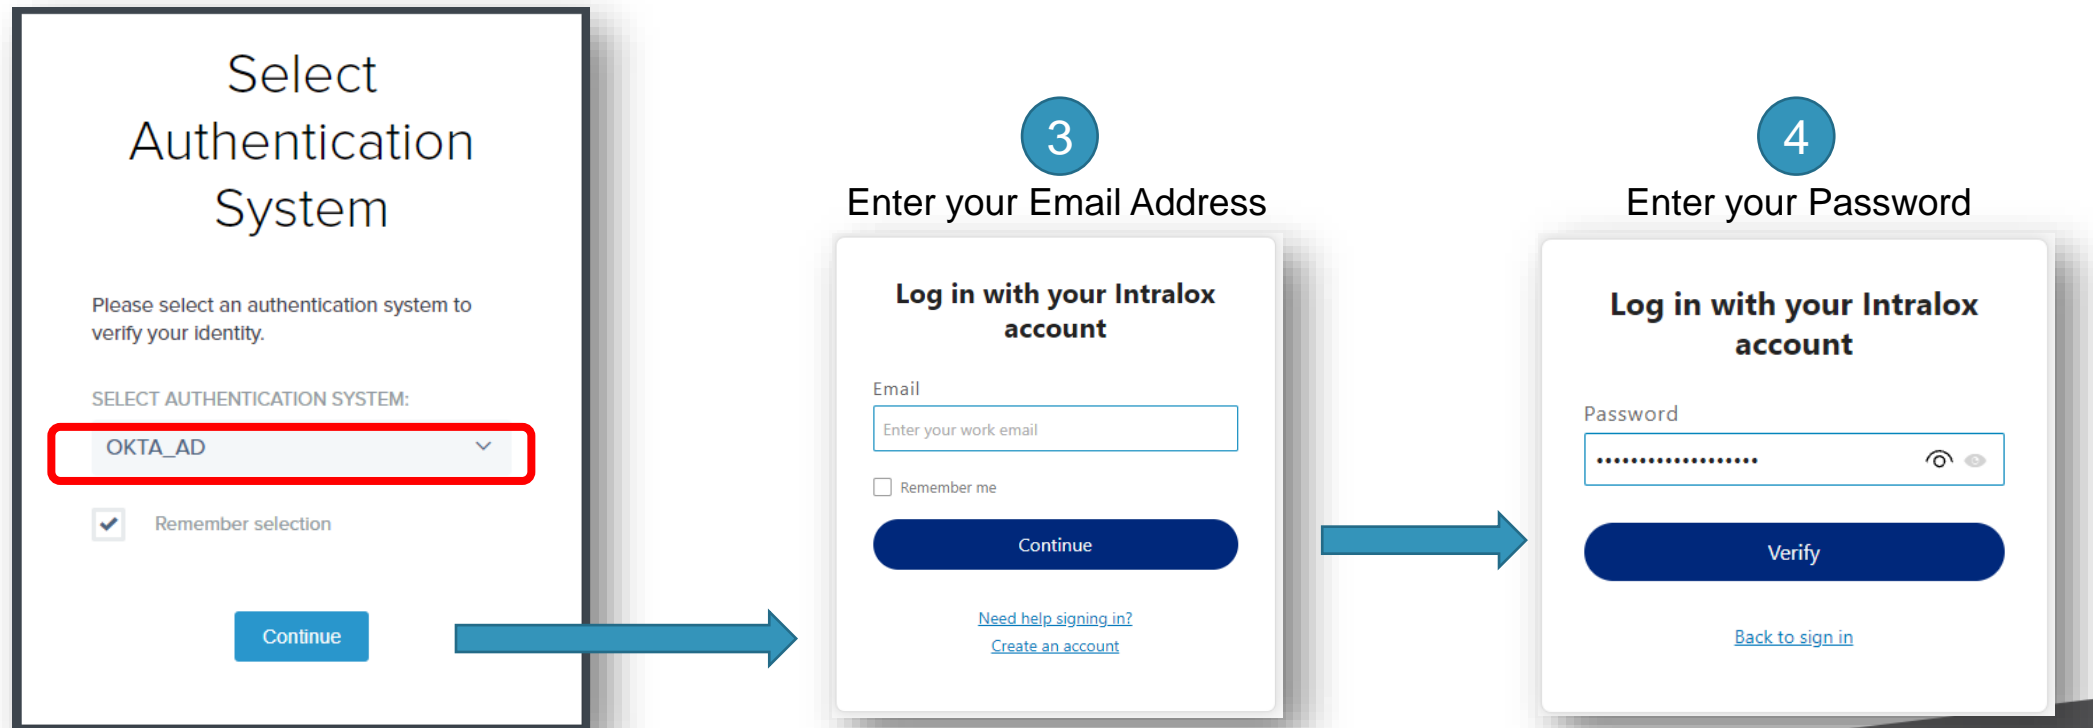 Select
Authentication
System
Please select an authentication system to
verify your identity.
SELECT AUTHENTICATION SYSTEM:
OKTA_AD
Remember selection
Continue
3
Enter your Email Address
Log in with your Intralox
account
Email
Enter your work email
Remember me
Continue
Need help signing in?
Create an account
4
Enter your Password
Log in with your Intralox
account
Password
•••••••••••••••••••
Verify
Back to sign in